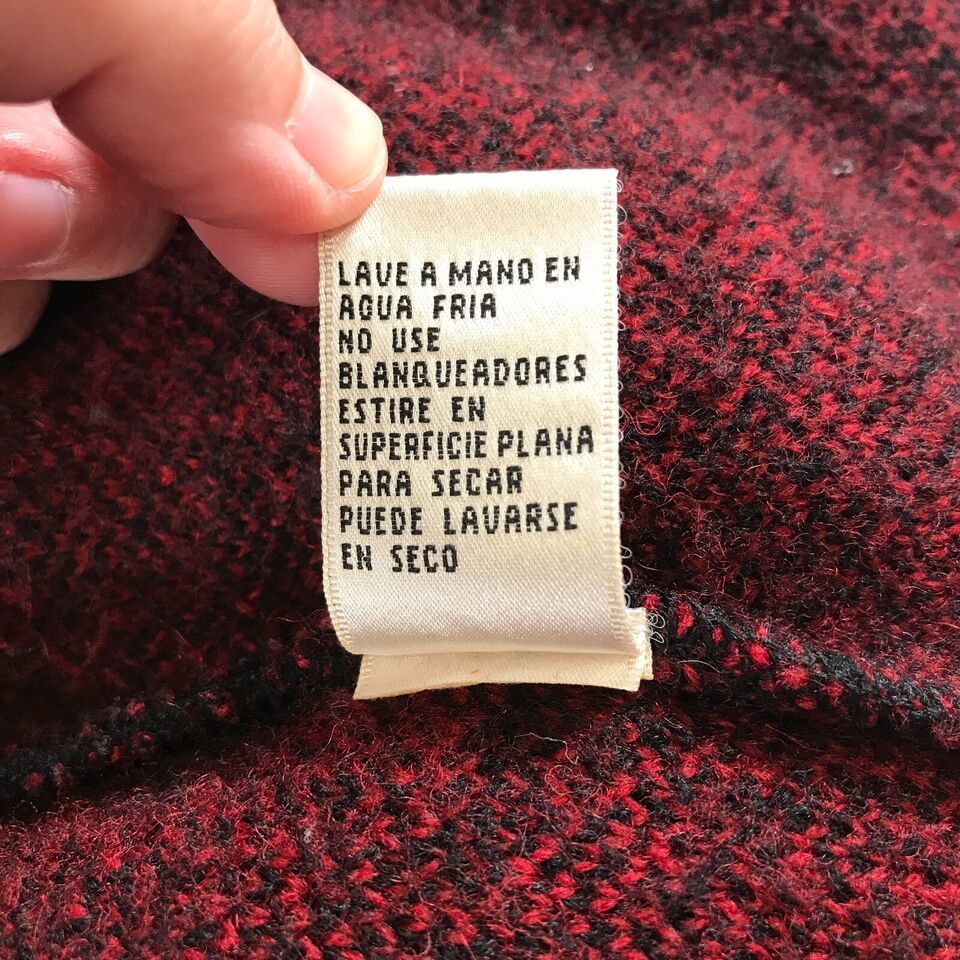 LAVE A MANO EN
AGUA FRIA
NO USE
BLANQUEADORES
ESTIRE EN
SUPERFICIE PLANA
PARA SECAR
PUEDE LAVARSE
EN SECO